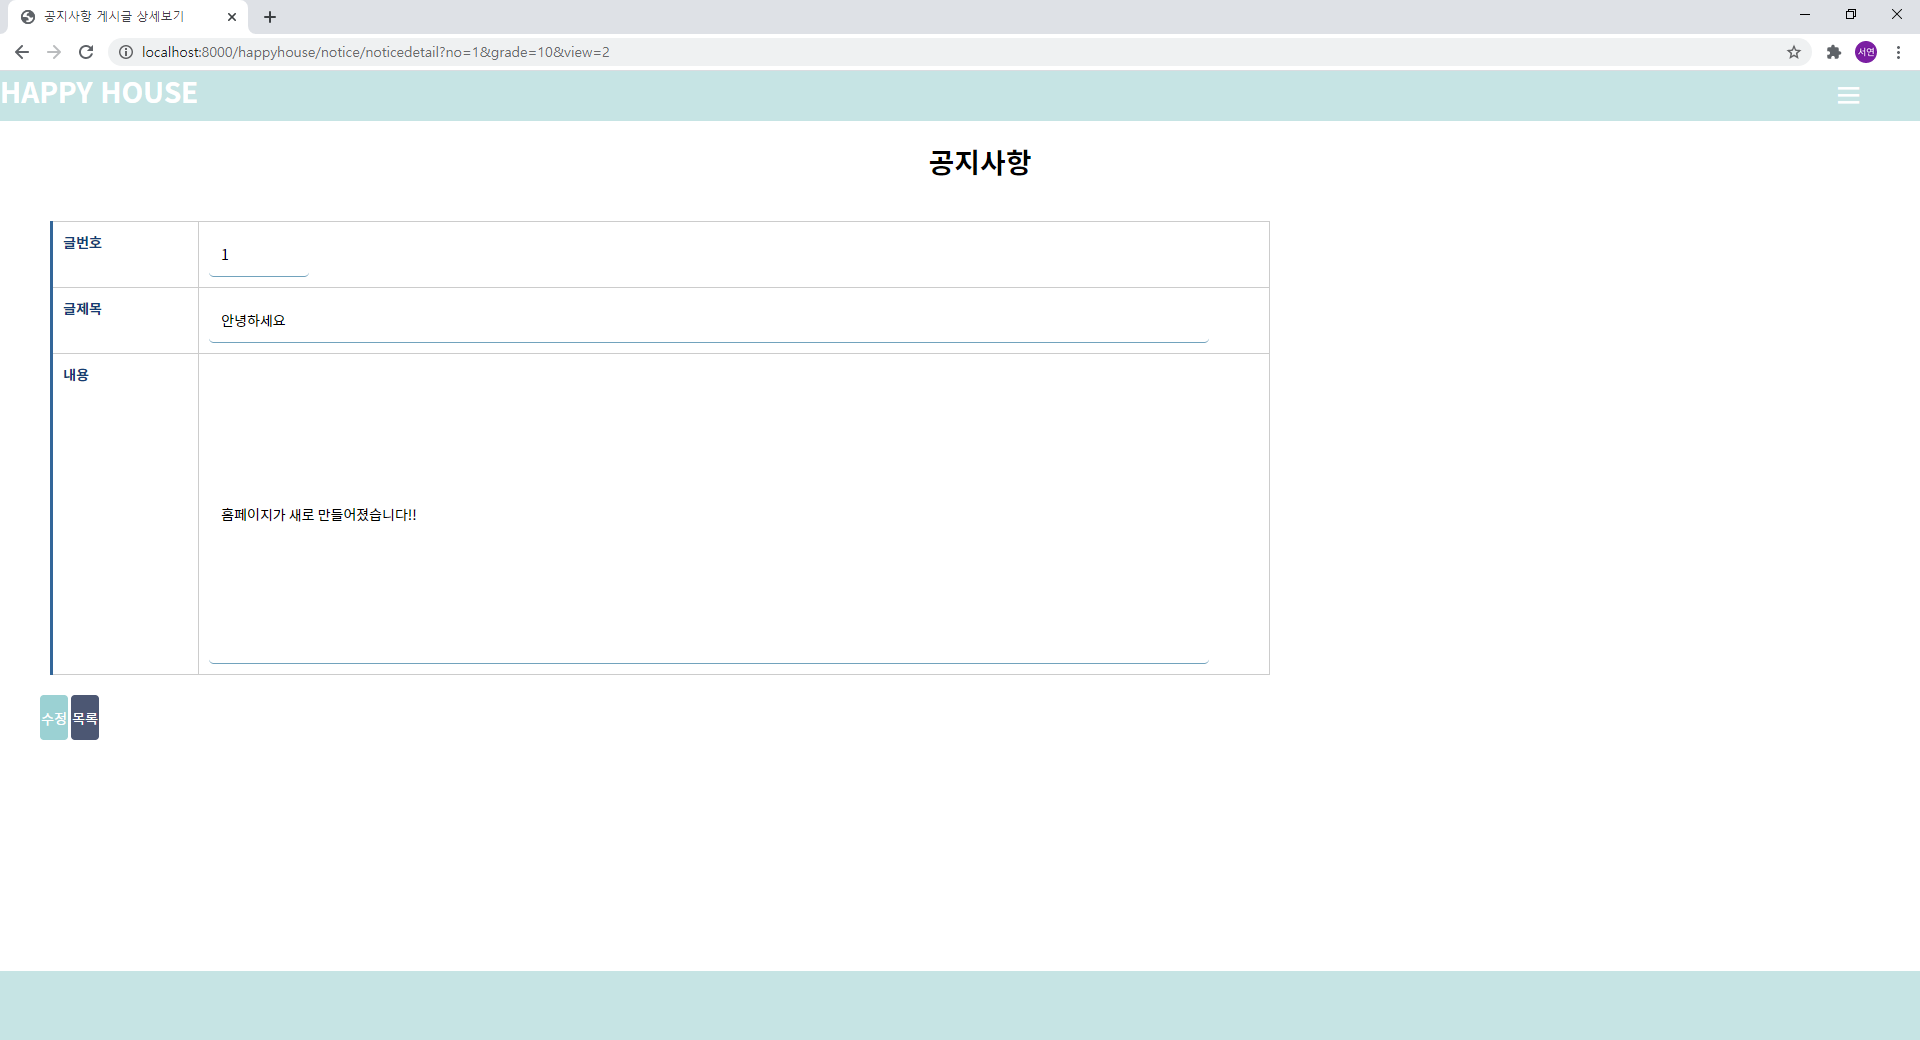 공지사항 게시글 상세보기
localhost:8000/happyhouse/notice/noticedetail?no=1&grade=10&view=2
서연
HAPPY HOUSE
공지사항
글번호
1
글제목
안녕하세요
내용
홈페이지가 새로 만들어졌습니다!!
수정 목록